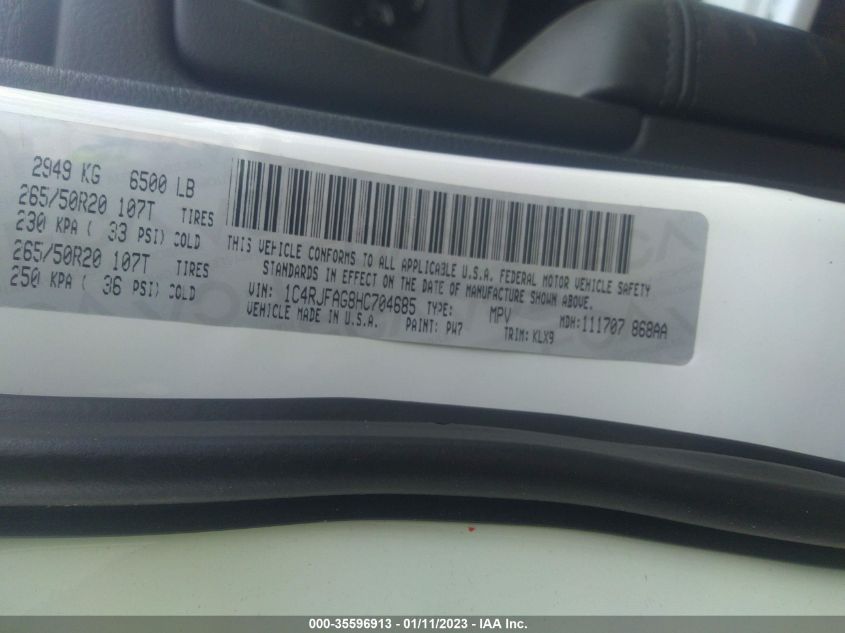 2949 KG 6500 LB
265/50R20 107T TIRES
230 KPA ( 33 PSI) COLD
265/50R20 107T TIRES
250 KPA ( 36 PSI) COLD
THIS VEHICLE CONFORMS TO ALL APPLICABLE U.S.A. FEDERAL MOTOR VEHICLE SAFETY
STANDARDS IN EFFECT ON THE DATE OF MANUFACTURE SHOWN ABOVE.
VIN: 1C4RJFAG8HC704685 TYPE: MPV MDH:111707 868AA
VEHICLE MADE IN U.S.A. PAINT: PW7 TRIM: KLX9
000-35596913 - 01/11/2023 - IAA Inc.